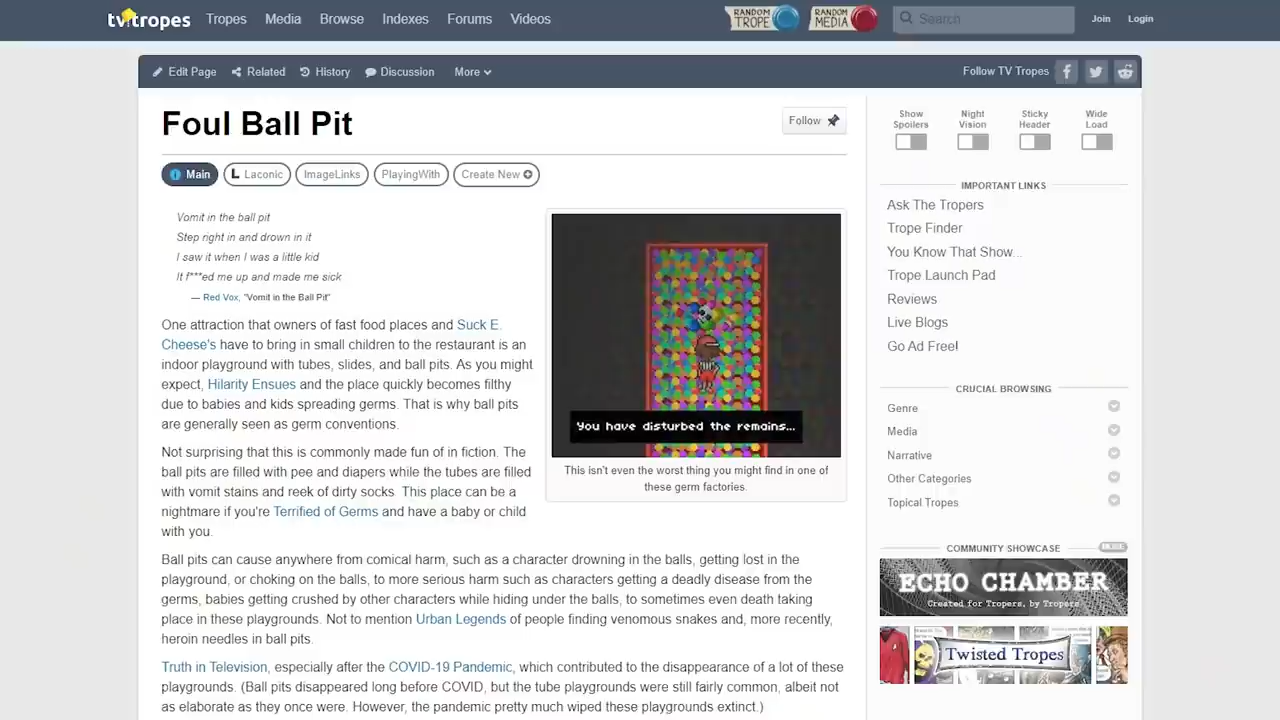 tvtropes Tropes Media Browse Indexes Forums Videos RANDOM TROPE RANDOM MEDIA Search Join Login
Edit Page Related History Discussion More Follow TV Tropes
Foul Ball Pit
Follow
Main Laconic ImageLinks PlayingWith Create New
Vomit in the ball pit
Step right in and drown in it
I saw it when I was a little kid
It f***ed me up and made me sick
— Red Vox, "Vomit in the Ball Pit"
You have disturbed the remains...
This isn't even the worst thing you might find in one of
these germ factories.
One attraction that owners of fast food places and Suck E.
Cheese's have to bring in small children to the restaurant is an
indoor playground with tubes, slides, and ball pits. As you might
expect, Hilarity Ensues and the place quickly becomes filthy
due to babies and kids spreading germs. That is why ball pits
are generally seen as germ conventions.
Not surprising that this is commonly made fun of in fiction. The
ball pits are filled with pee and diapers while the tubes are filled
with vomit stains and reek of dirty socks. This place can be a
nightmare if you're Terrified of Germs and have a baby or child
with you.
Ball pits can cause anywhere from comical harm, such as a character drowning in the balls, getting lost in the
playground, or choking on the balls, to more serious harm such as characters getting a deadly disease from the
germs, babies getting crushed by other characters while hiding under the balls, to sometimes even death taking
place in these playgrounds. Not to mention Urban Legends of people finding venomous snakes and, more recently,
heroin needles in ball pits.
Truth in Television, especially after the COVID-19 Pandemic, which contributed to the disappearance of a lot of these
playgrounds. (Ball pits disappeared long before COVID, but the tube playgrounds were still fairly common, albeit not
as elaborate as they once were. However, the pandemic pretty much wiped these playgrounds extinct.)
Show Spoilers
Night Vision
Sticky Header
Wide Load
IMPORTANT LINKS
Ask The Tropers
Trope Finder
You Know That Show...
Trope Launch Pad
Reviews
Live Blogs
Go Ad Free!
CRUCIAL BROWSING
Genre
Media
Narrative
Other Categories
Topical Tropes
COMMUNITY SHOWCASE
ECHO CHAMBER
Created for Tropers, by Tropers
Twisted Tropes